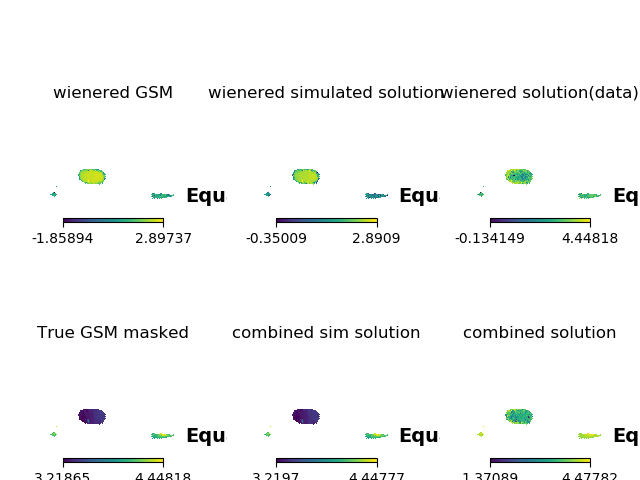 wienered GSM
wienered simulated solution
wienered solution(data)
Equ
Equ
Eq
-1.85894 2.89737
-0.35009 2.8909
-0.134149 4.44818
True GSM masked
combined sim solution
combined solution
Equ
Equ
Eq
3.21865 4.44818
3.2197 4.44777
1.37089 4.47782